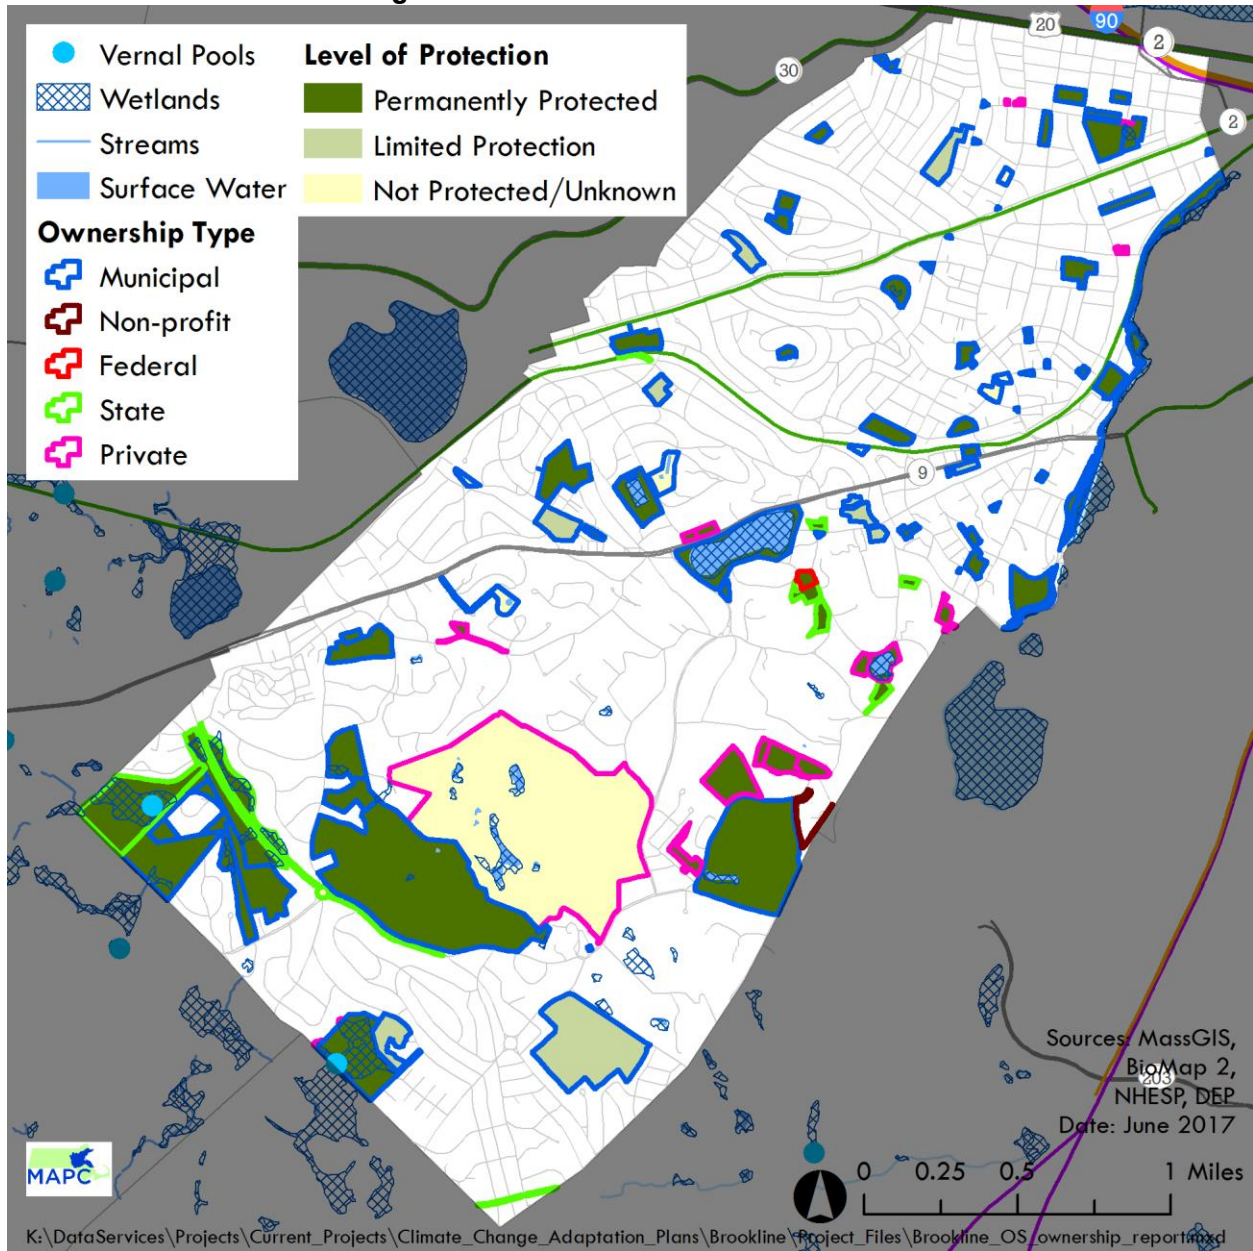 Vernal Pools
Wetlands
Streams
Surface Water
Ownership Type
Municipal
Non-profit
Federal
State
Private
Level of Protection
Permanently Protected
Limited Protection
Not Protected/Unknown
20
90
2
30
2
9
Sources: MassGIS,
BioMap 2,
203
NHESP, DEP
Date: June 2017
MAPC
0 0.25 0.5 1 Miles
K:\DataServices\Projects\Current_Projects\Climate_Change_Adaptation_Plans\Brookline\Project_Files\Brookline_OS_ownership_report.mxd